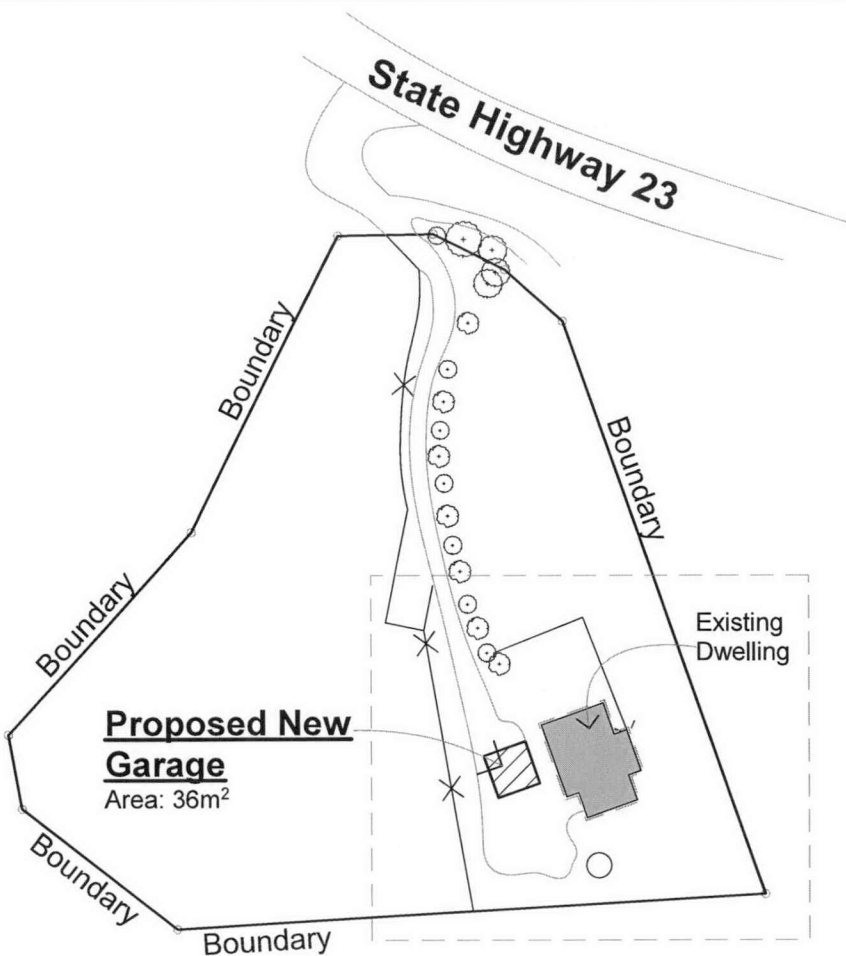 State Highway 23
Boundary
Boundary
Boundary
Existing
Dwelling
Proposed New
Garage
Area: 36m²
Boundary
Boundary